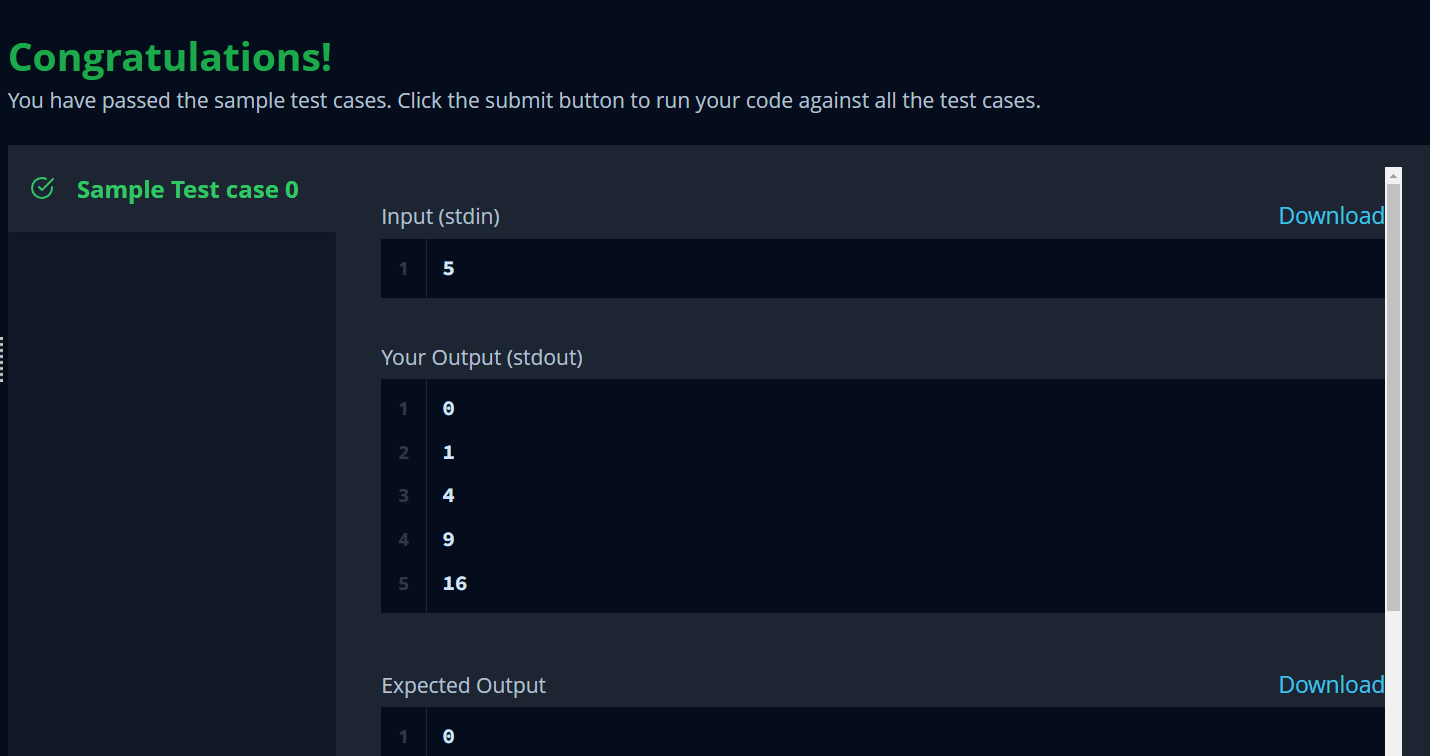 Congratulations!
You have passed the sample test cases. Click the submit button to run your code against all the test cases.
Sample Test case 0
Input (stdin)
Download
1 5
Your Output (stdout)
1 0
2 1
3 4
4 9
5 16
Expected Output
Download
1 0